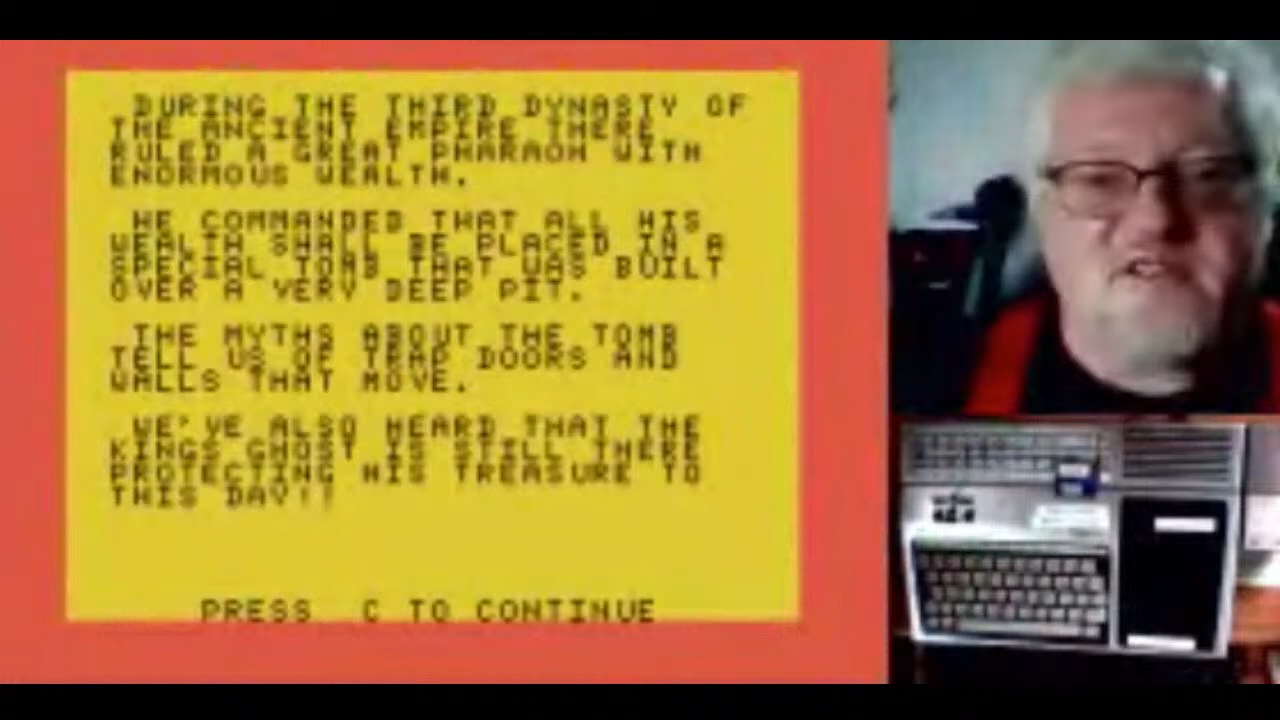 DURING THE THIRD DYNASTY OF
THE ANCIENT EMPIRE THERE
RULED A GREAT PHARAOH WITH
ENORMOUS WEALTH.
HE COMMANDED THAT ALL HIS
WEALTH SHALL BE PLACED IN A
SPECIAL TOMB THAT WAS BUILT
OVER A VERY DEEP PIT.
THE MYTHS ABOUT THE TOMB
TELL US OF TRAP DOORS AND
WALLS THAT MOVE.
WE'VE ALSO HEARD THAT THE
KINGS GHOST IS STILL THERE
PROTECTING HIS TREASURE TO
THIS DAY!!
PRESS C TO CONTINUE